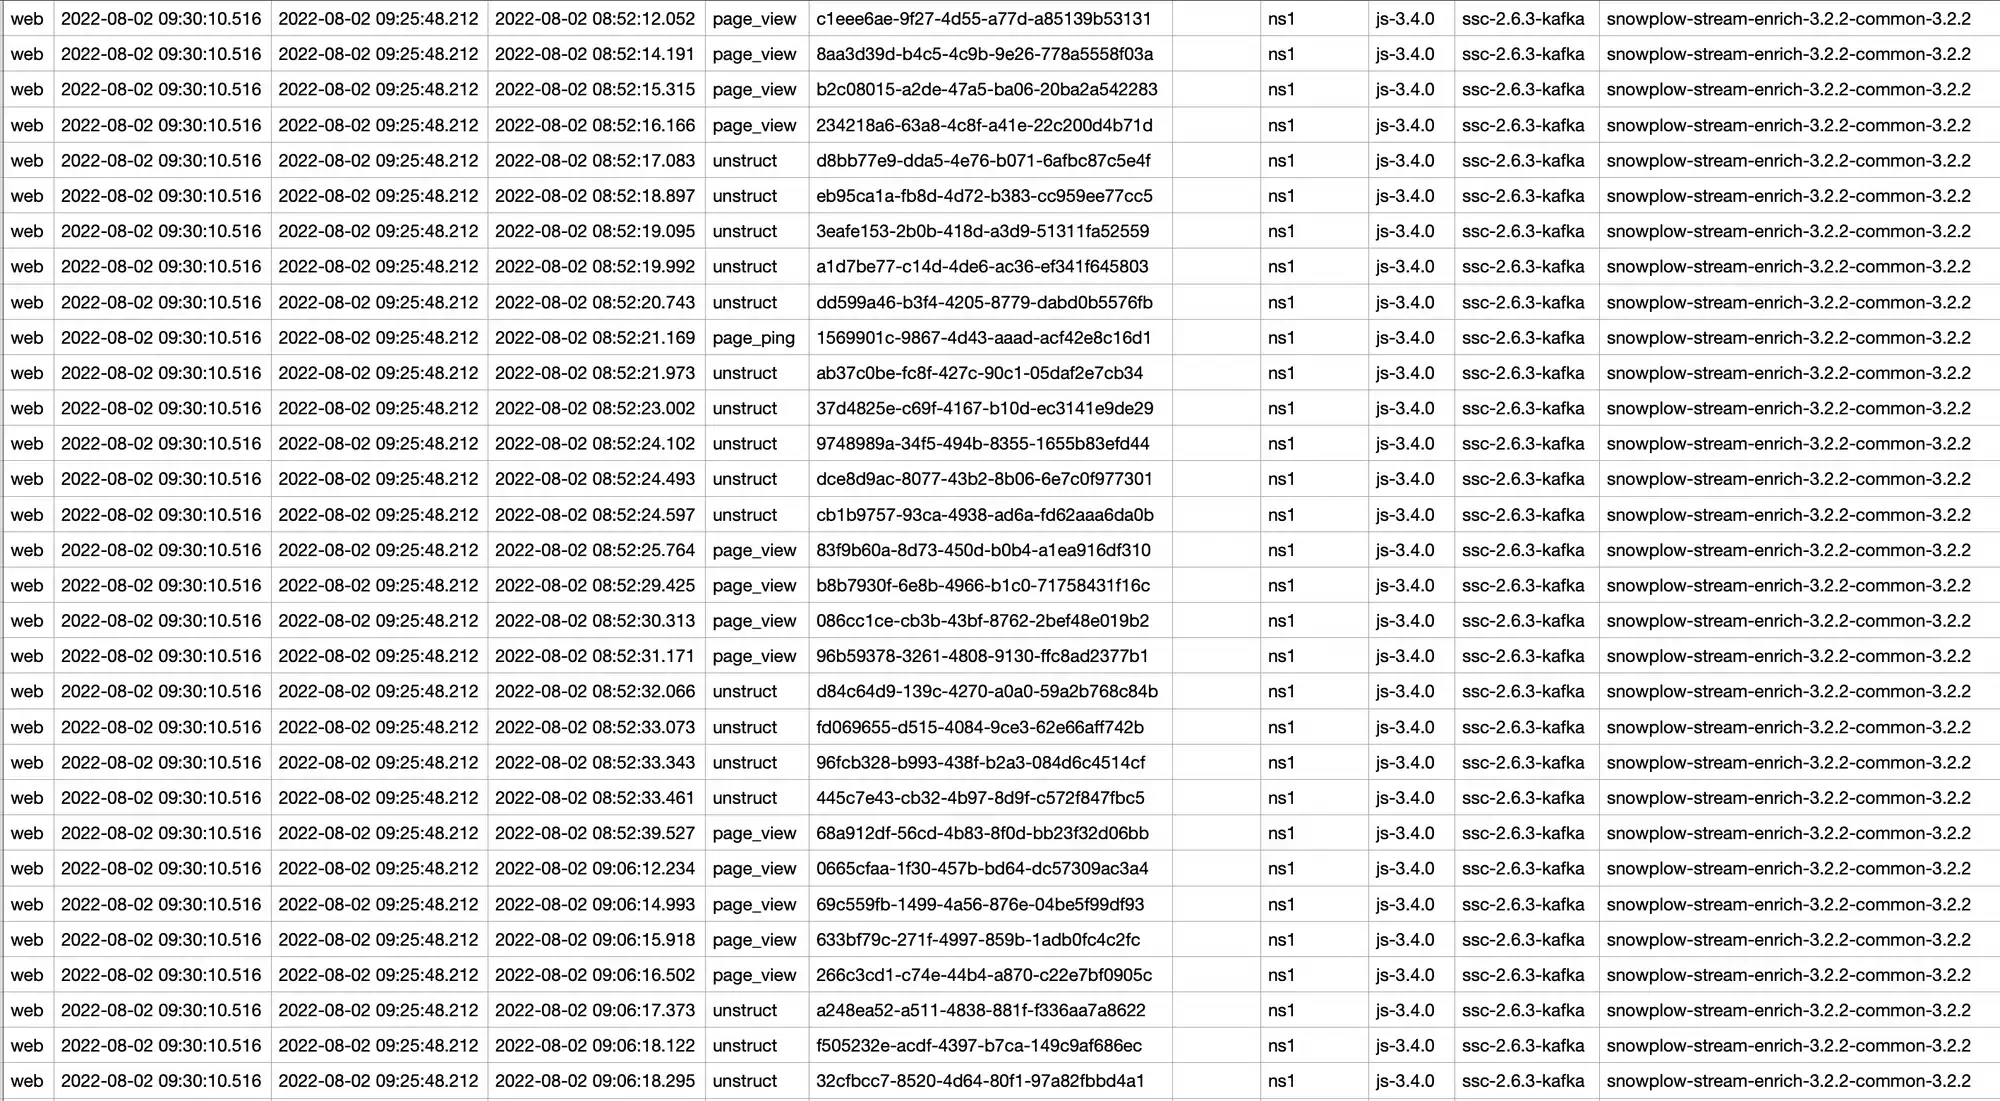 web 2022-08-02 09:30:10.516 2022-08-02 09:25:48.212 2022-08-02 08:52:12.052 page_view c1eee6ae-9f27-4d55-a77d-a85139b53131 ns1 js-3.4.0 ssc-2.6.3-kafka snowplow-stream-enrich-3.2.2-common-3.2.2
web 2022-08-02 09:30:10.516 2022-08-02 09:25:48.212 2022-08-02 08:52:14.191 page_view 8aa3d39d-b4c5-4c9b-9e26-778a5558f03a ns1 js-3.4.0 ssc-2.6.3-kafka snowplow-stream-enrich-3.2.2-common-3.2.2
web 2022-08-02 09:30:10.516 2022-08-02 09:25:48.212 2022-08-02 08:52:15.315 page_view b2c08015-a2de-47a5-ba06-20ba2a542283 ns1 js-3.4.0 ssc-2.6.3-kafka snowplow-stream-enrich-3.2.2-common-3.2.2
web 2022-08-02 09:30:10.516 2022-08-02 09:25:48.212 2022-08-02 08:52:16.166 page_view 234218a6-63a8-4c8f-a41e-22c200d4b71d ns1 js-3.4.0 ssc-2.6.3-kafka snowplow-stream-enrich-3.2.2-common-3.2.2
web 2022-08-02 09:30:10.516 2022-08-02 09:25:48.212 2022-08-02 08:52:17.083 unstruct d8bb77e9-dda5-4e76-b071-6afbc87c5e4f ns1 js-3.4.0 ssc-2.6.3-kafka snowplow-stream-enrich-3.2.2-common-3.2.2
web 2022-08-02 09:30:10.516 2022-08-02 09:25:48.212 2022-08-02 08:52:18.897 unstruct eb95ca1a-fb8d-4d72-b383-cc959ee77cc5 ns1 js-3.4.0 ssc-2.6.3-kafka snowplow-stream-enrich-3.2.2-common-3.2.2
web 2022-08-02 09:30:10.516 2022-08-02 09:25:48.212 2022-08-02 08:52:19.095 unstruct 3eafe153-2b0b-418d-a3d9-51311fa52559 ns1 js-3.4.0 ssc-2.6.3-kafka snowplow-stream-enrich-3.2.2-common-3.2.2
web 2022-08-02 09:30:10.516 2022-08-02 09:25:48.212 2022-08-02 08:52:19.992 unstruct a1d7be77-c14d-4de6-ac36-ef341f645803 ns1 js-3.4.0 ssc-2.6.3-kafka snowplow-stream-enrich-3.2.2-common-3.2.2
web 2022-08-02 09:30:10.516 2022-08-02 09:25:48.212 2022-08-02 08:52:20.743 unstruct dd599a46-b3f4-4205-8779-dabd0b5576fb ns1 js-3.4.0 ssc-2.6.3-kafka snowplow-stream-enrich-3.2.2-common-3.2.2
web 2022-08-02 09:30:10.516 2022-08-02 09:25:48.212 2022-08-02 08:52:21.169 page_ping 1569901c-9867-4d43-aaad-acf42e8c16d1 ns1 js-3.4.0 ssc-2.6.3-kafka snowplow-stream-enrich-3.2.2-common-3.2.2
web 2022-08-02 09:30:10.516 2022-08-02 09:25:48.212 2022-08-02 08:52:21.973 unstruct ab37c0be-fc8f-427c-90c1-05daf2e7cb34 ns1 js-3.4.0 ssc-2.6.3-kafka snowplow-stream-enrich-3.2.2-common-3.2.2
web 2022-08-02 09:30:10.516 2022-08-02 09:25:48.212 2022-08-02 08:52:23.002 unstruct 37d4825e-c69f-4167-b10d-ec3141e9de29 ns1 js-3.4.0 ssc-2.6.3-kafka snowplow-stream-enrich-3.2.2-common-3.2.2
web 2022-08-02 09:30:10.516 2022-08-02 09:25:48.212 2022-08-02 08:52:24.102 unstruct 9748989a-34f5-494b-8355-1655b83efd44 ns1 js-3.4.0 ssc-2.6.3-kafka snowplow-stream-enrich-3.2.2-common-3.2.2
web 2022-08-02 09:30:10.516 2022-08-02 09:25:48.212 2022-08-02 08:52:24.493 unstruct dce8d9ac-8077-43b2-8b06-6e7c0f977301 ns1 js-3.4.0 ssc-2.6.3-kafka snowplow-stream-enrich-3.2.2-common-3.2.2
web 2022-08-02 09:30:10.516 2022-08-02 09:25:48.212 2022-08-02 08:52:24.597 unstruct cb1b9757-93ca-4938-ad6a-fd62aaa6da0b ns1 js-3.4.0 ssc-2.6.3-kafka snowplow-stream-enrich-3.2.2-common-3.2.2
web 2022-08-02 09:30:10.516 2022-08-02 09:25:48.212 2022-08-02 08:52:25.764 page_view 83f9b60a-8d73-450d-b0b4-a1ea916df310 ns1 js-3.4.0 ssc-2.6.3-kafka snowplow-stream-enrich-3.2.2-common-3.2.2
web 2022-08-02 09:30:10.516 2022-08-02 09:25:48.212 2022-08-02 08:52:29.425 page_view b8b7930f-6e8b-4966-b1c0-71758431f16c ns1 js-3.4.0 ssc-2.6.3-kafka snowplow-stream-enrich-3.2.2-common-3.2.2
web 2022-08-02 09:30:10.516 2022-08-02 09:25:48.212 2022-08-02 08:52:30.313 page_view 086cc1ce-cb3b-43bf-8762-2bef48e019b2 ns1 js-3.4.0 ssc-2.6.3-kafka snowplow-stream-enrich-3.2.2-common-3.2.2
web 2022-08-02 09:30:10.516 2022-08-02 09:25:48.212 2022-08-02 08:52:31.171 page_view 96b59378-3261-4808-9130-ffc8ad2377b1 ns1 js-3.4.0 ssc-2.6.3-kafka snowplow-stream-enrich-3.2.2-common-3.2.2
web 2022-08-02 09:30:10.516 2022-08-02 09:25:48.212 2022-08-02 08:52:32.066 unstruct d84c64d9-139c-4270-a0a0-59a2b768c84b ns1 js-3.4.0 ssc-2.6.3-kafka snowplow-stream-enrich-3.2.2-common-3.2.2
web 2022-08-02 09:30:10.516 2022-08-02 09:25:48.212 2022-08-02 08:52:33.073 unstruct fd069655-d515-4084-9ce3-62e66aff742b ns1 js-3.4.0 ssc-2.6.3-kafka snowplow-stream-enrich-3.2.2-common-3.2.2
web 2022-08-02 09:30:10.516 2022-08-02 09:25:48.212 2022-08-02 08:52:33.343 unstruct 96fcb328-b993-438f-b2a3-084d6c4514cf ns1 js-3.4.0 ssc-2.6.3-kafka snowplow-stream-enrich-3.2.2-common-3.2.2
web 2022-08-02 09:30:10.516 2022-08-02 09:25:48.212 2022-08-02 08:52:33.461 unstruct 445c7e43-cb32-4b97-8d9f-c572f847fbc5 ns1 js-3.4.0 ssc-2.6.3-kafka snowplow-stream-enrich-3.2.2-common-3.2.2
web 2022-08-02 09:30:10.516 2022-08-02 09:25:48.212 2022-08-02 08:52:39.527 page_view 68a912df-56cd-4b83-8f0d-bb23f32d06bb ns1 js-3.4.0 ssc-2.6.3-kafka snowplow-stream-enrich-3.2.2-common-3.2.2
web 2022-08-02 09:30:10.516 2022-08-02 09:25:48.212 2022-08-02 09:06:12.234 page_view 0665cfaa-1f30-457b-bd64-dc57309ac3a4 ns1 js-3.4.0 ssc-2.6.3-kafka snowplow-stream-enrich-3.2.2-common-3.2.2
web 2022-08-02 09:30:10.516 2022-08-02 09:25:48.212 2022-08-02 09:06:14.993 page_view 69c559fb-1499-4a56-876e-04be5f99df93 ns1 js-3.4.0 ssc-2.6.3-kafka snowplow-stream-enrich-3.2.2-common-3.2.2
web 2022-08-02 09:30:10.516 2022-08-02 09:25:48.212 2022-08-02 09:06:15.918 page_view 633bf79c-271f-4997-859b-1adb0fc4c2fc ns1 js-3.4.0 ssc-2.6.3-kafka snowplow-stream-enrich-3.2.2-common-3.2.2
web 2022-08-02 09:30:10.516 2022-08-02 09:25:48.212 2022-08-02 09:06:16.502 page_view 266c3cd1-c74e-44b4-a870-c22e7bf0905c ns1 js-3.4.0 ssc-2.6.3-kafka snowplow-stream-enrich-3.2.2-common-3.2.2
web 2022-08-02 09:30:10.516 2022-08-02 09:25:48.212 2022-08-02 09:06:17.373 unstruct a248ea52-a511-4838-881f-f336aa7a8622 ns1 js-3.4.0 ssc-2.6.3-kafka snowplow-stream-enrich-3.2.2-common-3.2.2
web 2022-08-02 09:30:10.516 2022-08-02 09:25:48.212 2022-08-02 09:06:18.122 unstruct f505232e-acdf-4397-b7ca-149c9af686ec ns1 js-3.4.0 ssc-2.6.3-kafka snowplow-stream-enrich-3.2.2-common-3.2.2
web 2022-08-02 09:30:10.516 2022-08-02 09:25:48.212 2022-08-02 09:06:18.295 unstruct 32cfbcc7-8520-4d64-80f1-97a82fbbd4a1 ns1 js-3.4.0 ssc-2.6.3-kafka snowplow-stream-enrich-3.2.2-common-3.2.2